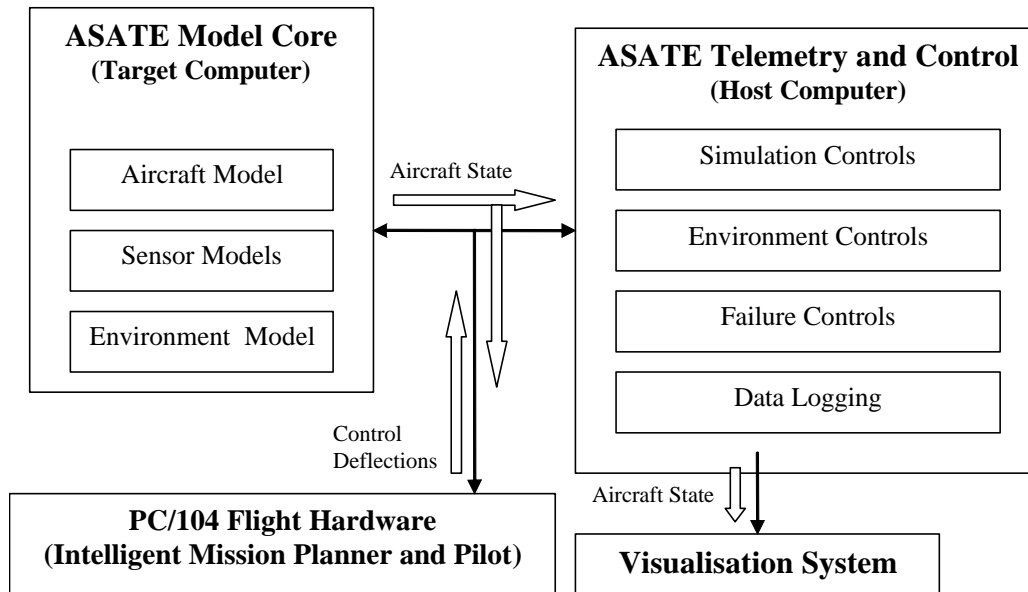 ASATE Model Core
(Target Computer)
Aircraft Model
Sensor Models
Environment Model
Aircraft State
ASATE Telemetry and Control
(Host Computer)
Simulation Controls
Environment Controls
Failure Controls
Data Logging
Control
Deflections
Aircraft State
PC/104 Flight Hardware
(Intelligent Mission Planner and Pilot)
Visualisation System